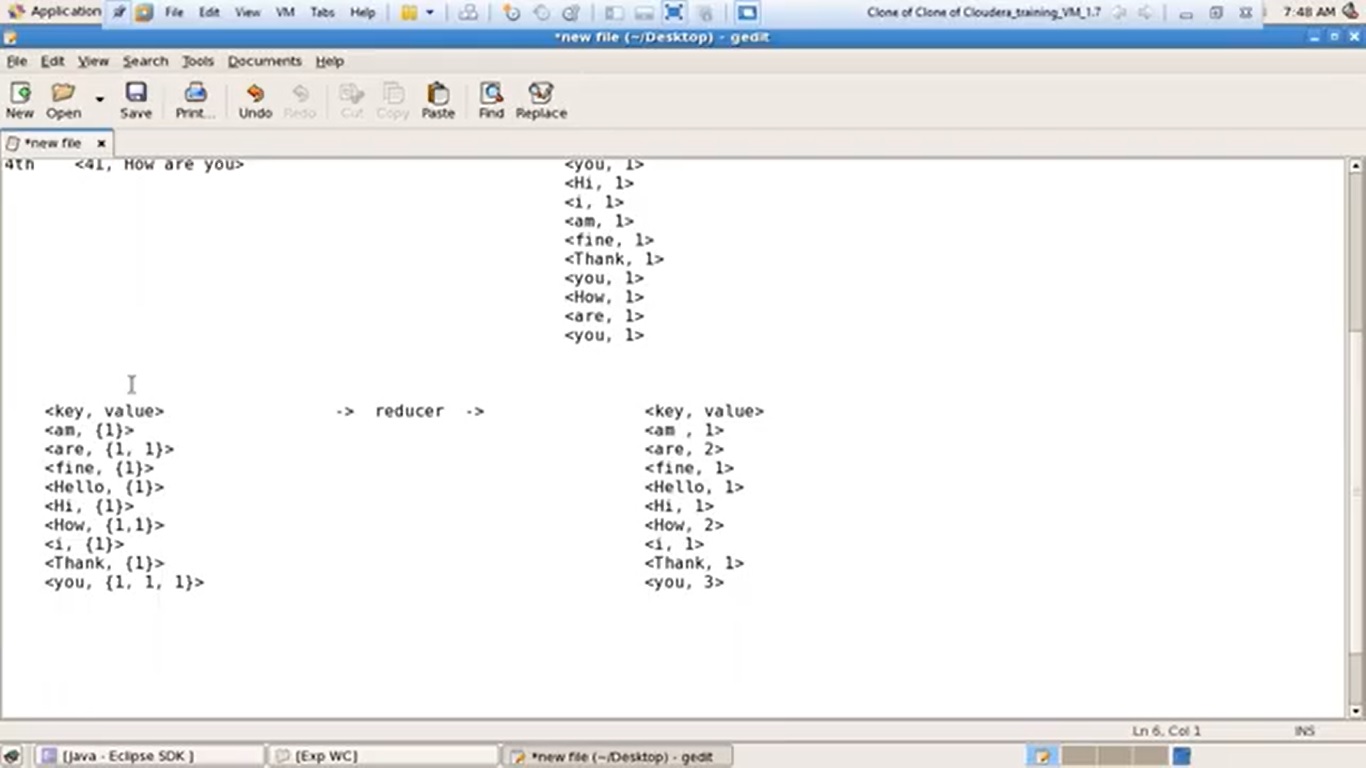 Application File Edit View VM Tabs Help Clone of Clone of Cloudera_training_VM_1.7 7:48 AM
*new file (~/Desktop) - gedit
File Edit View Search Tools Documents Help
New Open Save Print... Undo Redo Cut Copy Paste Find Replace
*new file
4th <41, How are you> <you, 1>
<Hi, 1>
<i, 1>
<am, 1>
<fine, 1>
<Thank, 1>
<you, 1>
<How, 1>
<are, 1>
<you, 1>
<key, value> -> reducer -> <key, value>
<am, {1}> <am , 1>
<are, {1, 1}> <are, 2>
<fine, {1}> <fine, 1>
<Hello, {1}> <Hello, 1>
<Hi, {1}> <Hi, 1>
<How, {1,1}> <How, 2>
<i, {1}> <i, 1>
<Thank, {1}> <Thank, 1>
<you, {1, 1, 1}> <you, 3>
Ln 6, Col 1 INS
[Java - Eclipse SDK ] [Exp WC] *new file (~/Desktop) - gedit